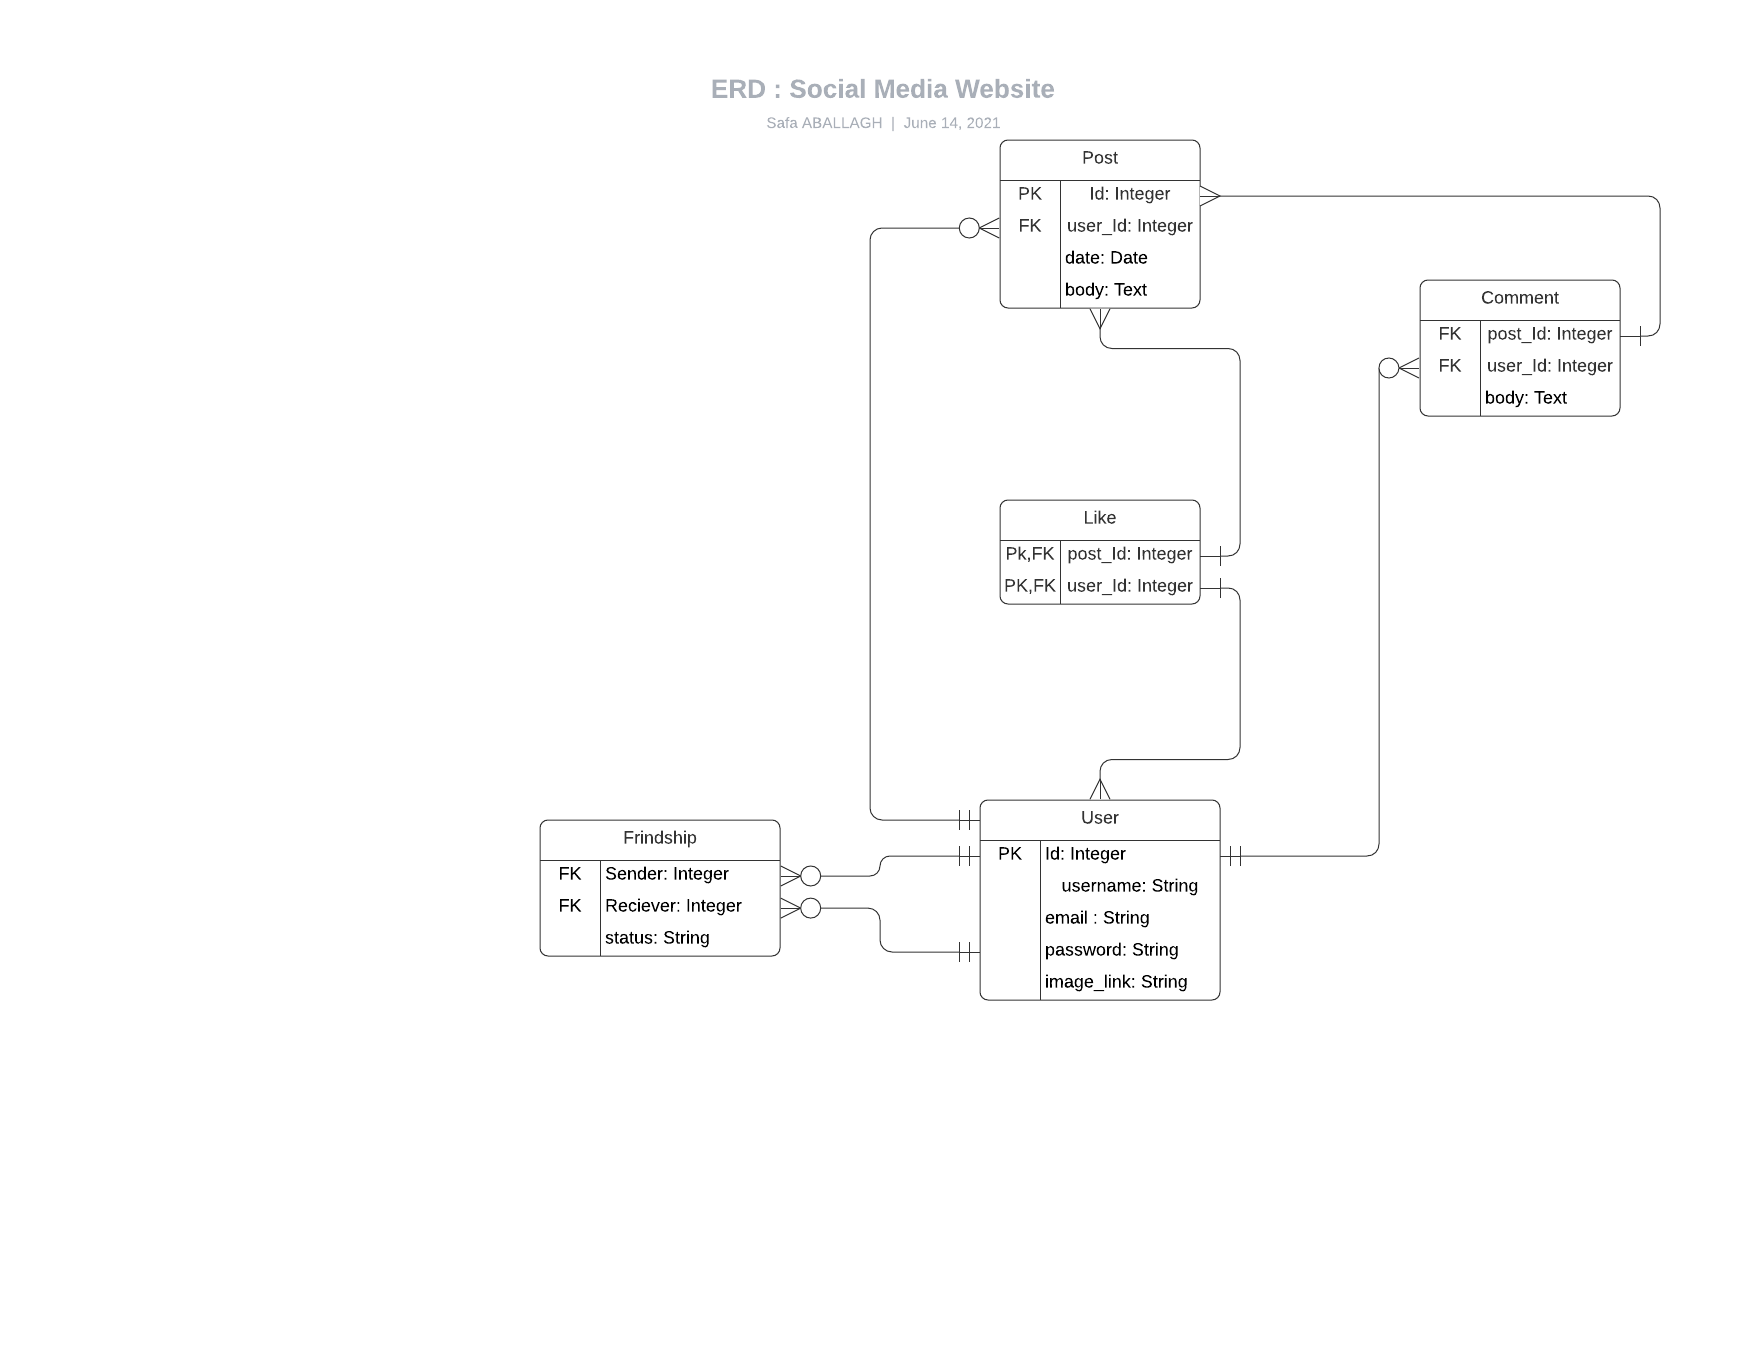 ERD : Social Media Website
Safa ABALLAGH | June 14, 2021
Post
PK Id: Integer
FK user_Id: Integer
date: Date
body: Text
Comment
FK post_Id: Integer
FK user_Id: Integer
body: Text
Like
Pk,FK post_Id: Integer
PK,FK user_Id: Integer
Frindship
FK Sender: Integer
FK Reciever: Integer
status: String
User
PK Id: Integer
username: String
email : String
password: String
image_link: String